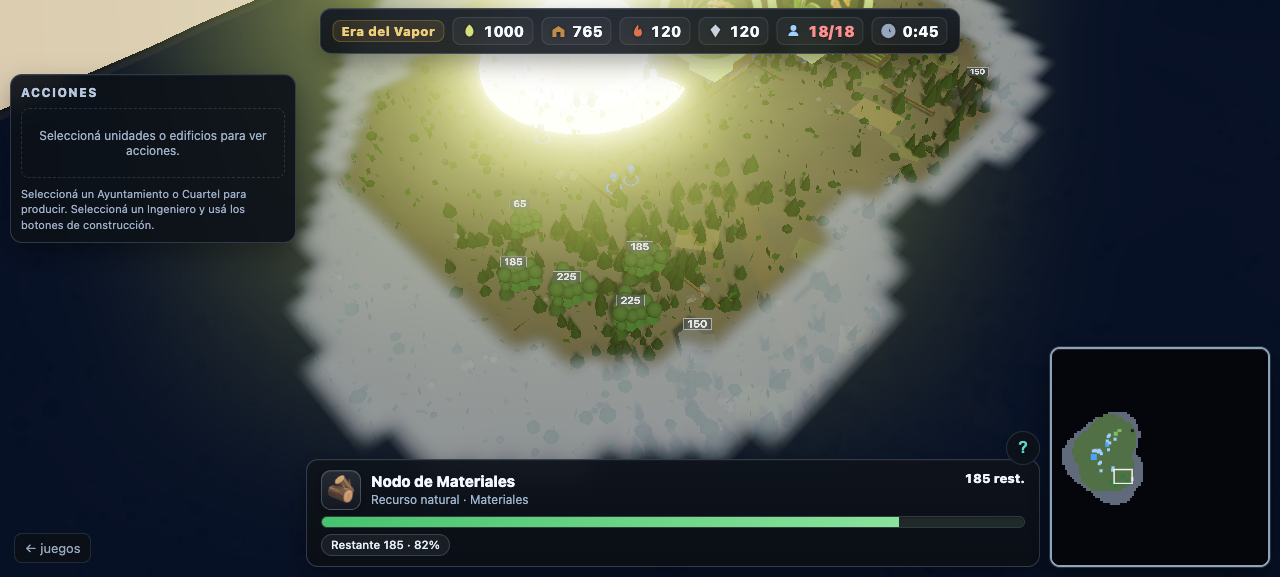 Era del Vapor 1000 765 120 120 18/18 0:45
ACCIONES
Seleccioná unidades o edificios para ver
acciones.
Seleccioná un Ayuntamiento o Cuartel para
producir. Seleccioná un Ingeniero y usá los
botones de construcción.
150
65
185
185
225
225
150
?
Nodo de Materiales
185 rest.
Recurso natural · Materiales
Restante 185 · 82%
← juegos